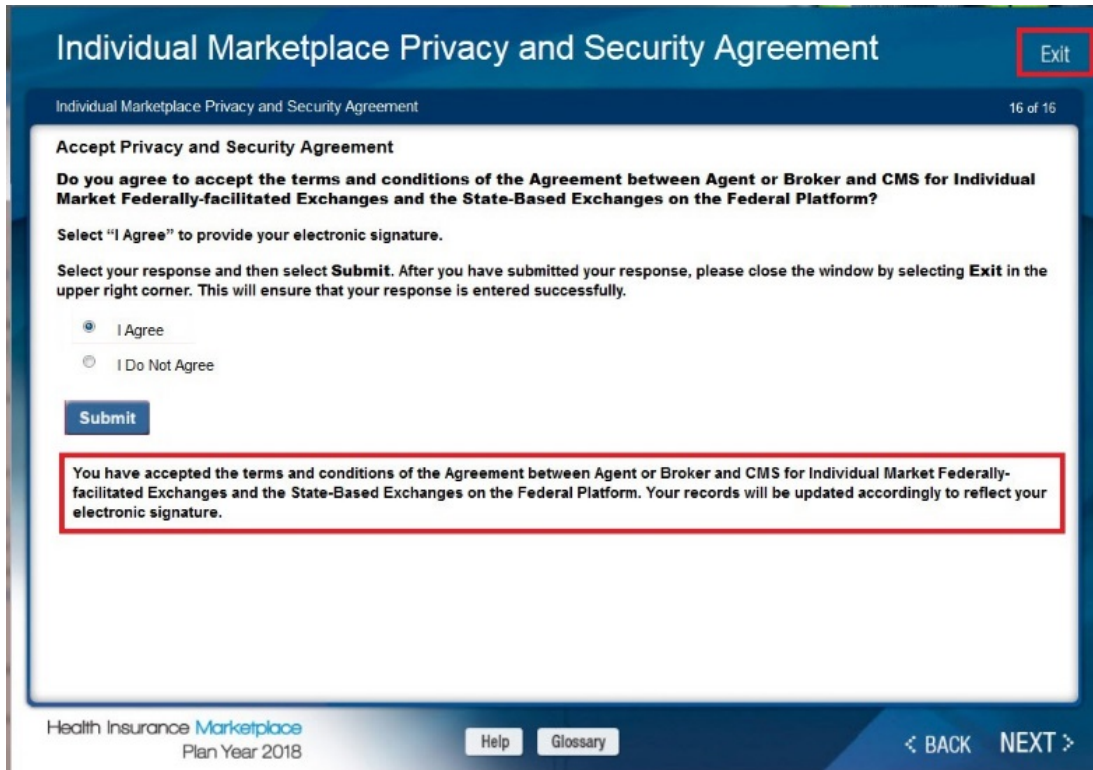 Individual Marketplace Privacy and Security Agreement
Exit
Individual Marketplace Privacy and Security Agreement
16 of 16
Accept Privacy and Security Agreement
Do you agree to accept the terms and conditions of the Agreement between Agent or Broker and CMS for Individual
Market Federally-facilitated Exchanges and the State-Based Exchanges on the Federal Platform?
Select “I Agree” to provide your electronic signature.
Select your response and then select Submit. After you have submitted your response, please close the window by selecting Exit in the
upper right corner. This will ensure that your response is entered successfully.
I Agree
I Do Not Agree
Submit
You have accepted the terms and conditions of the Agreement between Agent or Broker and CMS for Individual Market Federally-
facilitated Exchanges and the State-Based Exchanges on the Federal Platform. Your records will be updated accordingly to reflect your
electronic signature.
Health Insurance Marketplace
Plan Year 2018
Help
Glossary
< BACK
NEXT >